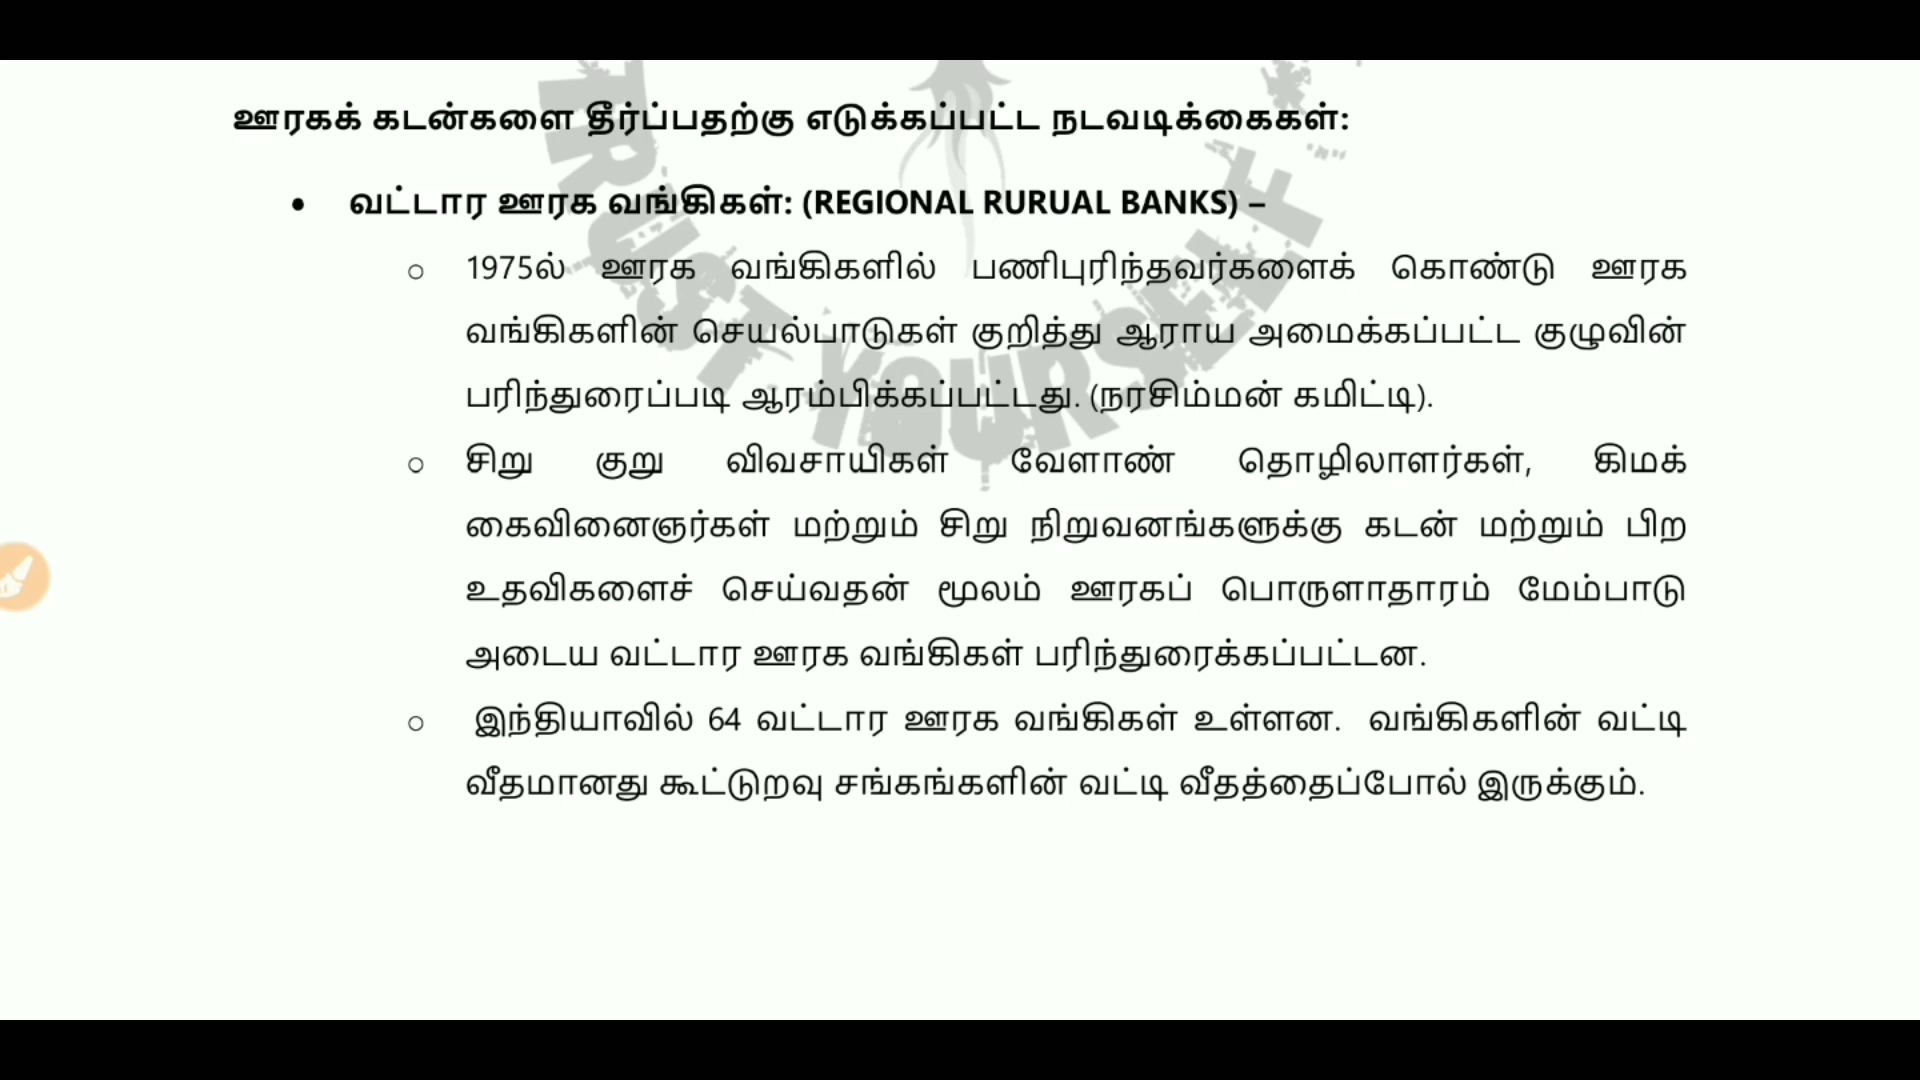 ஊரகக் கடன்களை தீர்ப்பதற்கு எடுக்கப்பட்ட நடவடிக்கைகள்:
• வட்டார ஊரக வங்கிகள்: (REGIONAL RURUAL BANKS) –
○ 1975ல் ஊரக வங்கிகளில் பணிபுரிந்தவர்களைக் கொண்டு ஊரக
வங்கிகளின் செயல்பாடுகள் குறித்து ஆராய அமைக்கப்பட்ட குழுவின்
பரிந்துரைப்படி ஆரம்பிக்கப்பட்டது. (நரசிம்மன் கமிட்டி).
○ சிறு குறு விவசாயிகள் வேளாண் தொழிலாளர்கள், கிமக்
கைவினைஞர்கள் மற்றும் சிறு நிறுவனங்களுக்கு கடன் மற்றும் பிற
உதவிகளைச் செய்வதன் மூலம் ஊரகப் பொருளாதாரம் மேம்பாடு
அடைய வட்டார ஊரக வங்கிகள் பரிந்துரைக்கப்பட்டன.
○ இந்தியாவில் 64 வட்டார ஊரக வங்கிகள் உள்ளன. வங்கிகளின் வட்டி
வீதமானது கூட்டுறவு சங்கங்களின் வட்டி வீதத்தைப்போல் இருக்கும்.
TRUST YOURSELF